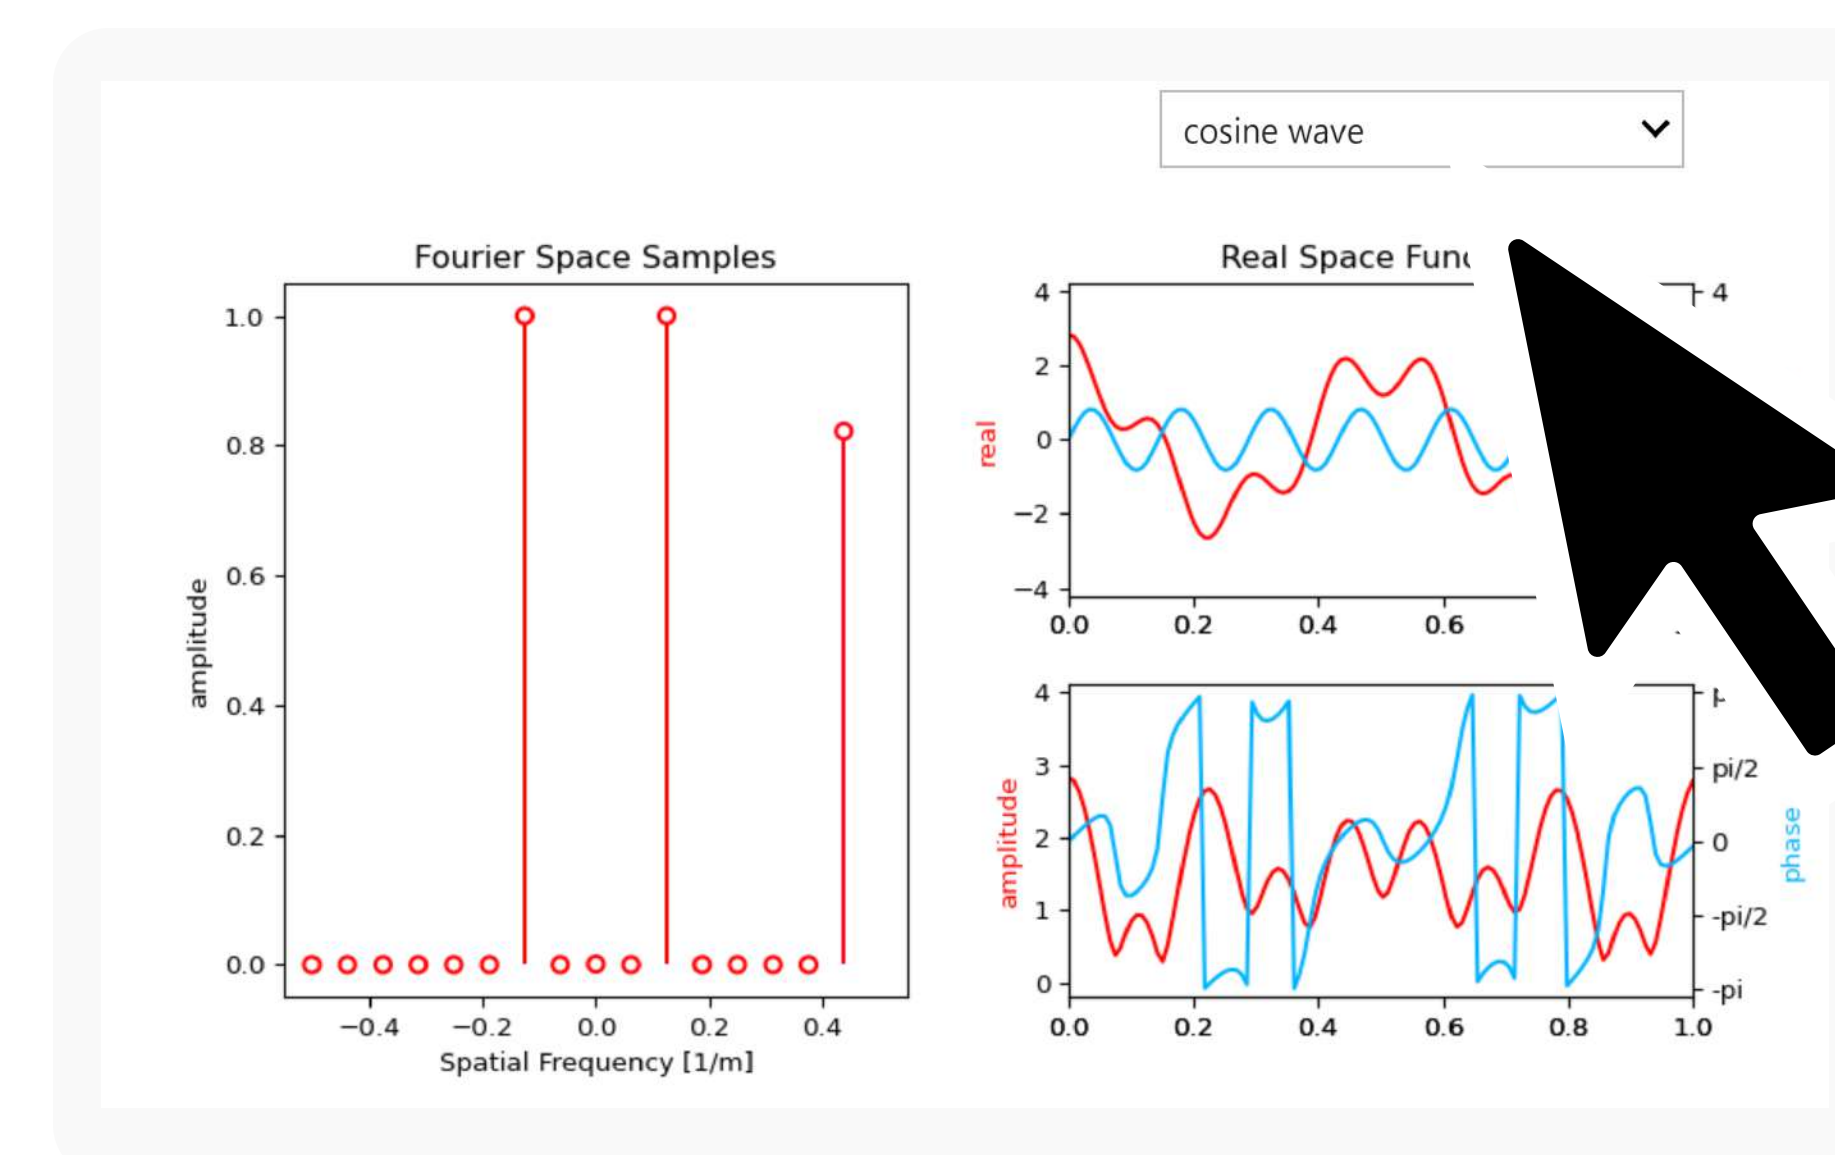 cosine wave
Fourier Space Samples
1.0
0.8
0.6
0.4
0.2
0.0
amplitude
−0.4 −0.2 0.0 0.2 0.4
Spatial Frequency [1/m]
Real Space
4
2
0
−2
−4
real
4
0.0 0.2 0.4 0.6
4
3
2
1
0
amplitude
pi/2
0
-pi/2
-pi
phase
0.0 0.2 0.4 0.6 0.8 1.0